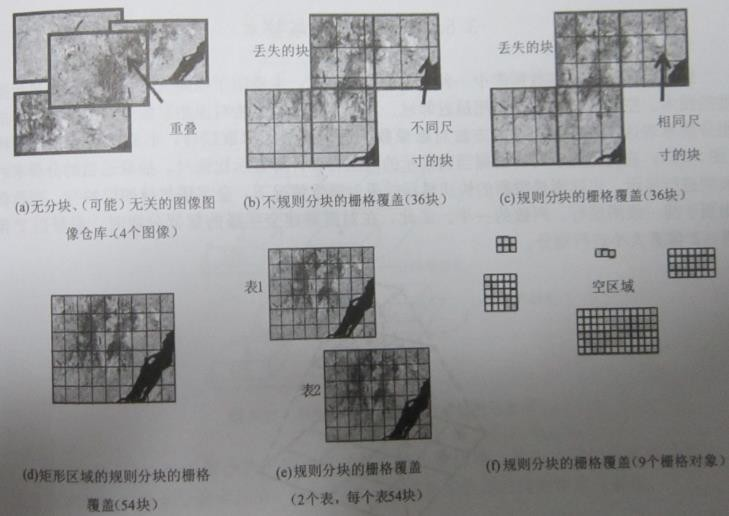 重叠
(a)无分块、(可能)无关的图像图
像仓库-(4个图像)
丢失的块
不同尺
寸的块
(b)不规则分块的栅格覆盖(36块)
丢失的块
相同尺
寸的块
(c)规则分块的栅格覆盖(36块)
(d)矩形区域的规则分块的栅格
覆盖(54块)
表1
表2
(e)规则分块的栅格覆盖
(2个表，每个表54块)
空区域
(f)规则分块的栅格覆盖(9个栅格对象)